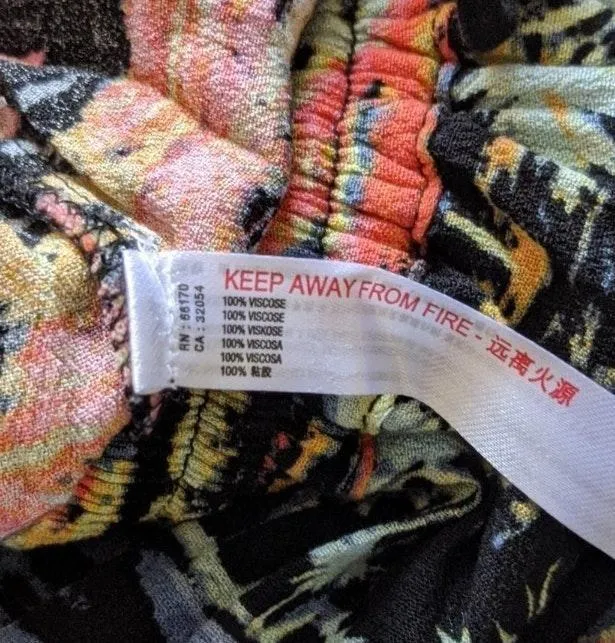 RN : 66170
CA : 32054
KEEP AWAY FROM FIRE - 远离火源
100% VISCOSE
100% VISCOSE
100% VISKOSE
100% VISCOSA
100% VISCOSA
100% 粘胶